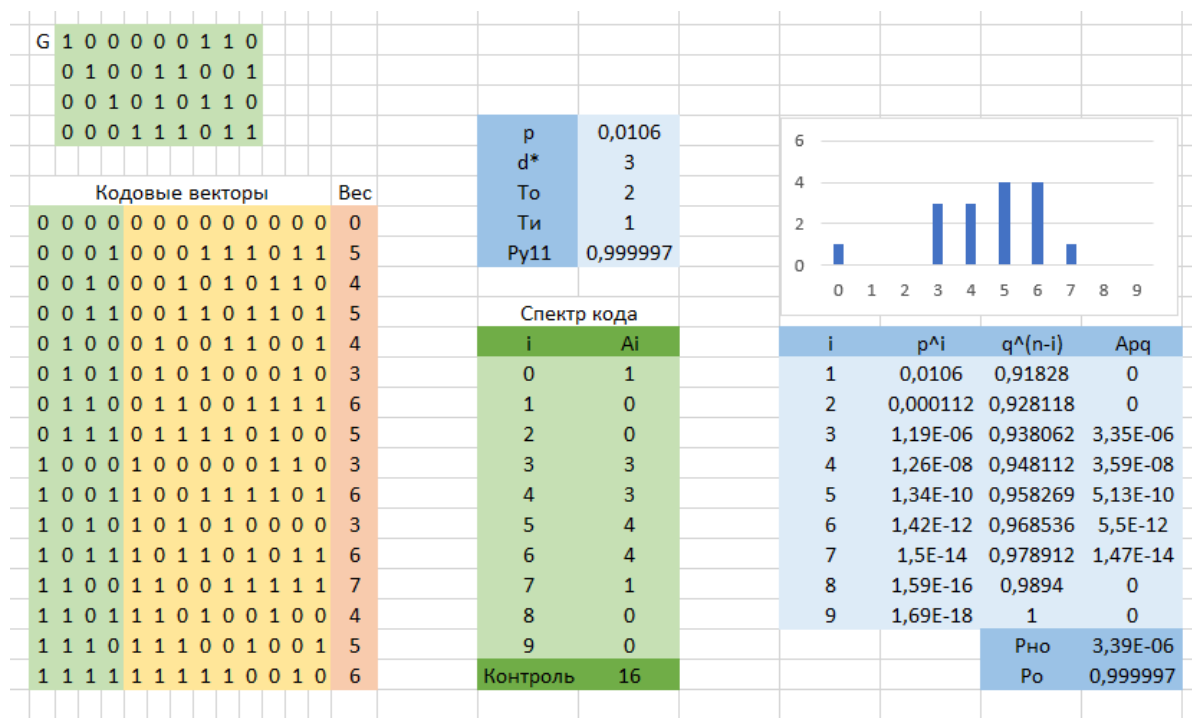 G 1 0 0 0 0 0 1 1 0
0 1 0 0 1 1 0 0 1
0 0 1 0 1 0 1 1 0
0 0 0 1 1 1 0 1 1
Кодовые векторы Вес
0 0 0 0 0 0 0 0 0 0 0 0 0 0
0 0 0 1 0 0 0 1 1 1 0 1 1 5
0 0 1 0 0 0 1 0 1 0 1 1 0 4
0 0 1 1 0 0 1 1 0 1 1 0 1 5
0 1 0 0 0 1 0 0 1 1 0 0 1 4
0 1 0 1 0 1 0 1 0 0 0 1 0 3
0 1 1 0 0 1 1 0 0 1 1 1 1 6
0 1 1 1 0 1 1 1 1 0 1 0 0 5
1 0 0 0 1 0 0 0 0 0 1 1 0 3
1 0 0 1 1 0 0 1 1 1 1 0 1 6
1 0 1 0 1 0 1 0 1 0 0 0 0 3
1 0 1 1 1 0 1 1 0 1 0 1 1 6
1 1 0 0 1 1 0 0 1 1 1 1 1 7
1 1 0 1 1 1 0 1 0 0 1 0 0 4
1 1 1 0 1 1 1 0 0 1 0 0 1 5
1 1 1 1 1 1 1 1 1 0 0 1 0 6
p 0,0106
d* 3
То 2
Ти 1
Ру11 0,999997
Спектр кода
i Ai
0 1
1 0
2 0
3 3
4 3
5 4
6 4
7 1
8 0
9 0
Контроль 16
6
4
2
0
0 1 2 3 4 5 6 7 8 9
i p^i q^(n-i) Apq
1 0,0106 0,91828 0
2 0,000112 0,928118 0
3 1,19E-06 0,938062 3,35E-06
4 1,26E-08 0,948112 3,59E-08
5 1,34E-10 0,958269 5,13E-10
6 1,42E-12 0,968536 5,5E-12
7 1,5E-14 0,978912 1,47E-14
8 1,59E-16 0,9894 0
9 1,69E-18 1 0
Рно 3,39E-06
Ро 0,999997